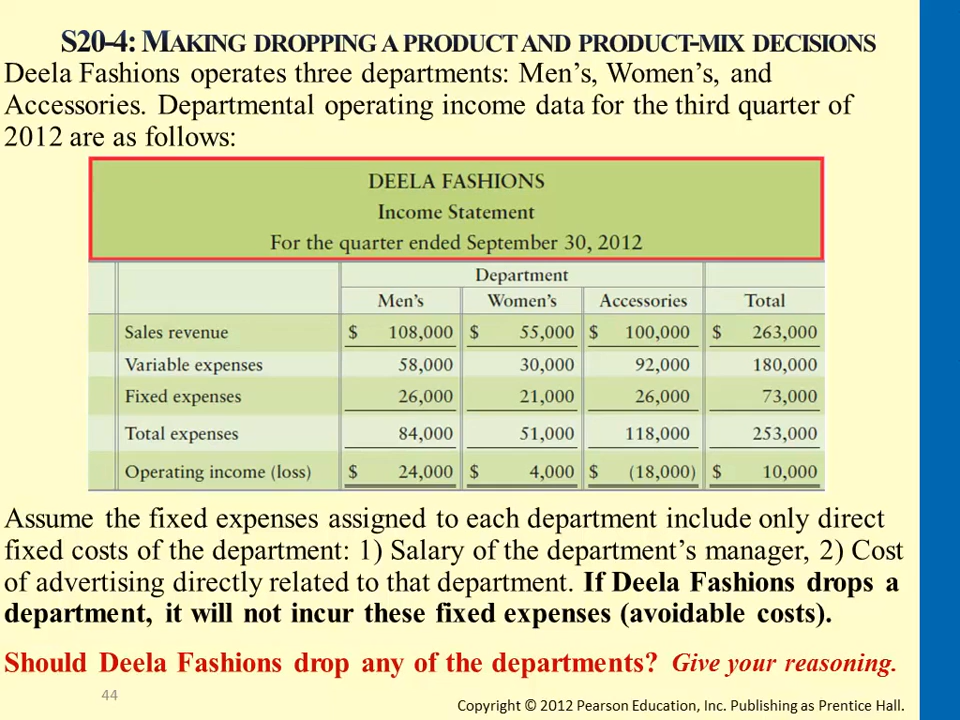 S20-4: MAKING DROPPING A PRODUCT AND PRODUCT-MIX DECISIONS
Deela Fashions operates three departments: Men's, Women's, and
Accessories. Departmental operating income data for the third quarter of
2012 are as follows:
DEELA FASHIONS
Income Statement
For the quarter ended September 30, 2012
Department
Men's Women's Accessories Total
Sales revenue $ 108,000 $ 55,000 $ 100,000 $ 263,000
Variable expenses 58,000 30,000 92,000 180,000
Fixed expenses 26,000 21,000 26,000 73,000
Total expenses 84,000 51,000 118,000 253,000
Operating income (loss) $ 24,000 $ 4,000 $ (18,000) $ 10,000
Assume the fixed expenses assigned to each department include only direct
fixed costs of the department: 1) Salary of the department's manager, 2) Cost
of advertising directly related to that department. If Deela Fashions drops a
department, it will not incur these fixed expenses (avoidable costs).
Should Deela Fashions drop any of the departments? Give your reasoning.
44
Copyright © 2012 Pearson Education, Inc. Publishing as Prentice Hall.